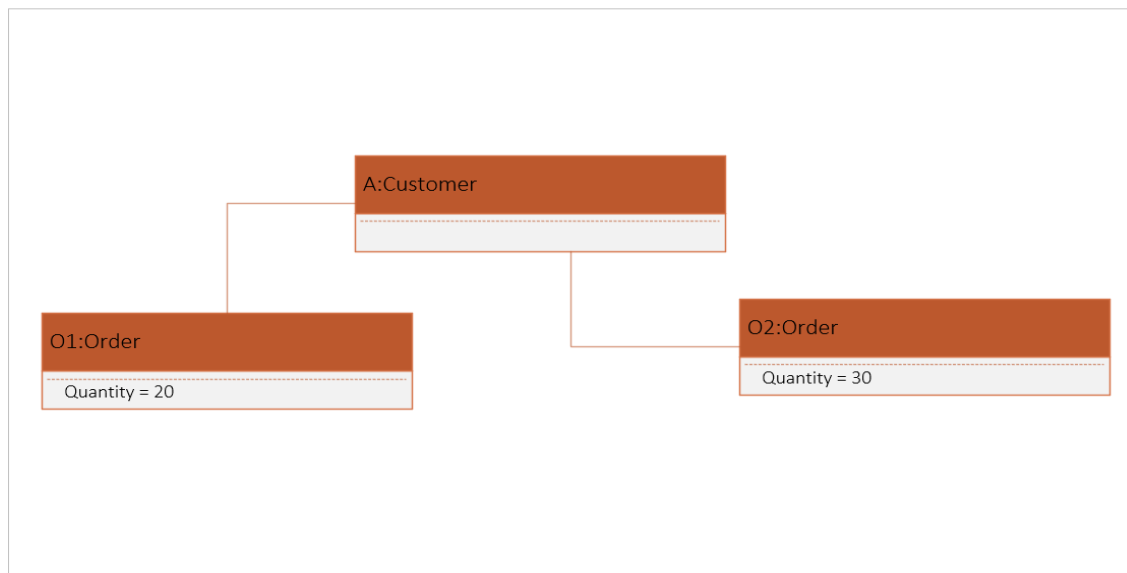 A:Customer
O1:Order
Quantity = 20
O2:Order
Quantity = 30